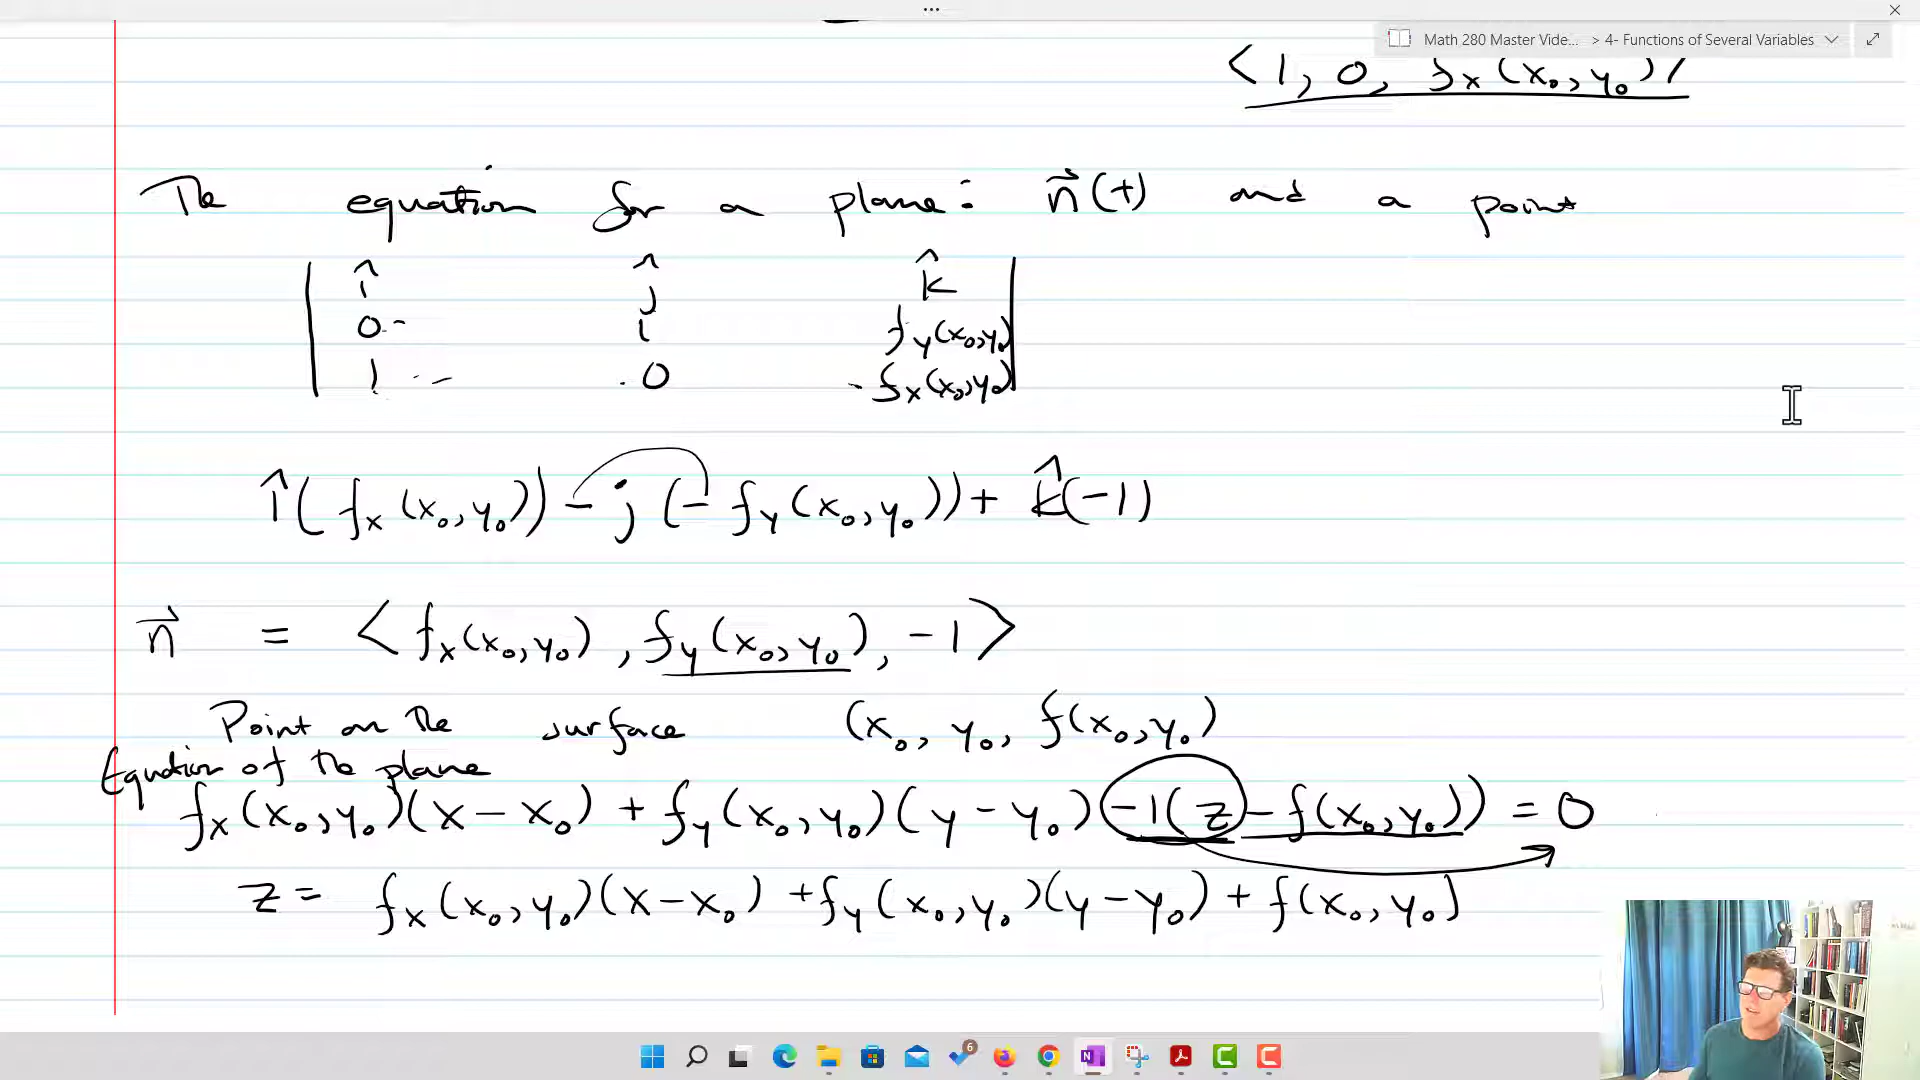 Math 280 Master Vide... > 4- Functions of Several Variables
<1, 0, fx(x₀,y₀)>
The equation for a plane: n⃗(t) and a point
î ĵ k̂
0 1 fy(x₀,y₀)
1 0 fx(x₀,y₀)
î(fx(x₀,y₀)) - j(-fy(x₀,y₀)) + k̂(-1)
n⃗ = <fx(x₀,y₀), fy(x₀,y₀), -1>
Point on the surface (x₀, y₀, f(x₀,y₀))
Equation of the plane
fx(x₀,y₀)(x-x₀) + fy(x₀,y₀)(y-y₀) -1(z-f(x₀,y₀)) = 0
z = fx(x₀,y₀)(x-x₀) + fy(x₀,y₀)(y-y₀) + f(x₀,y₀)
6